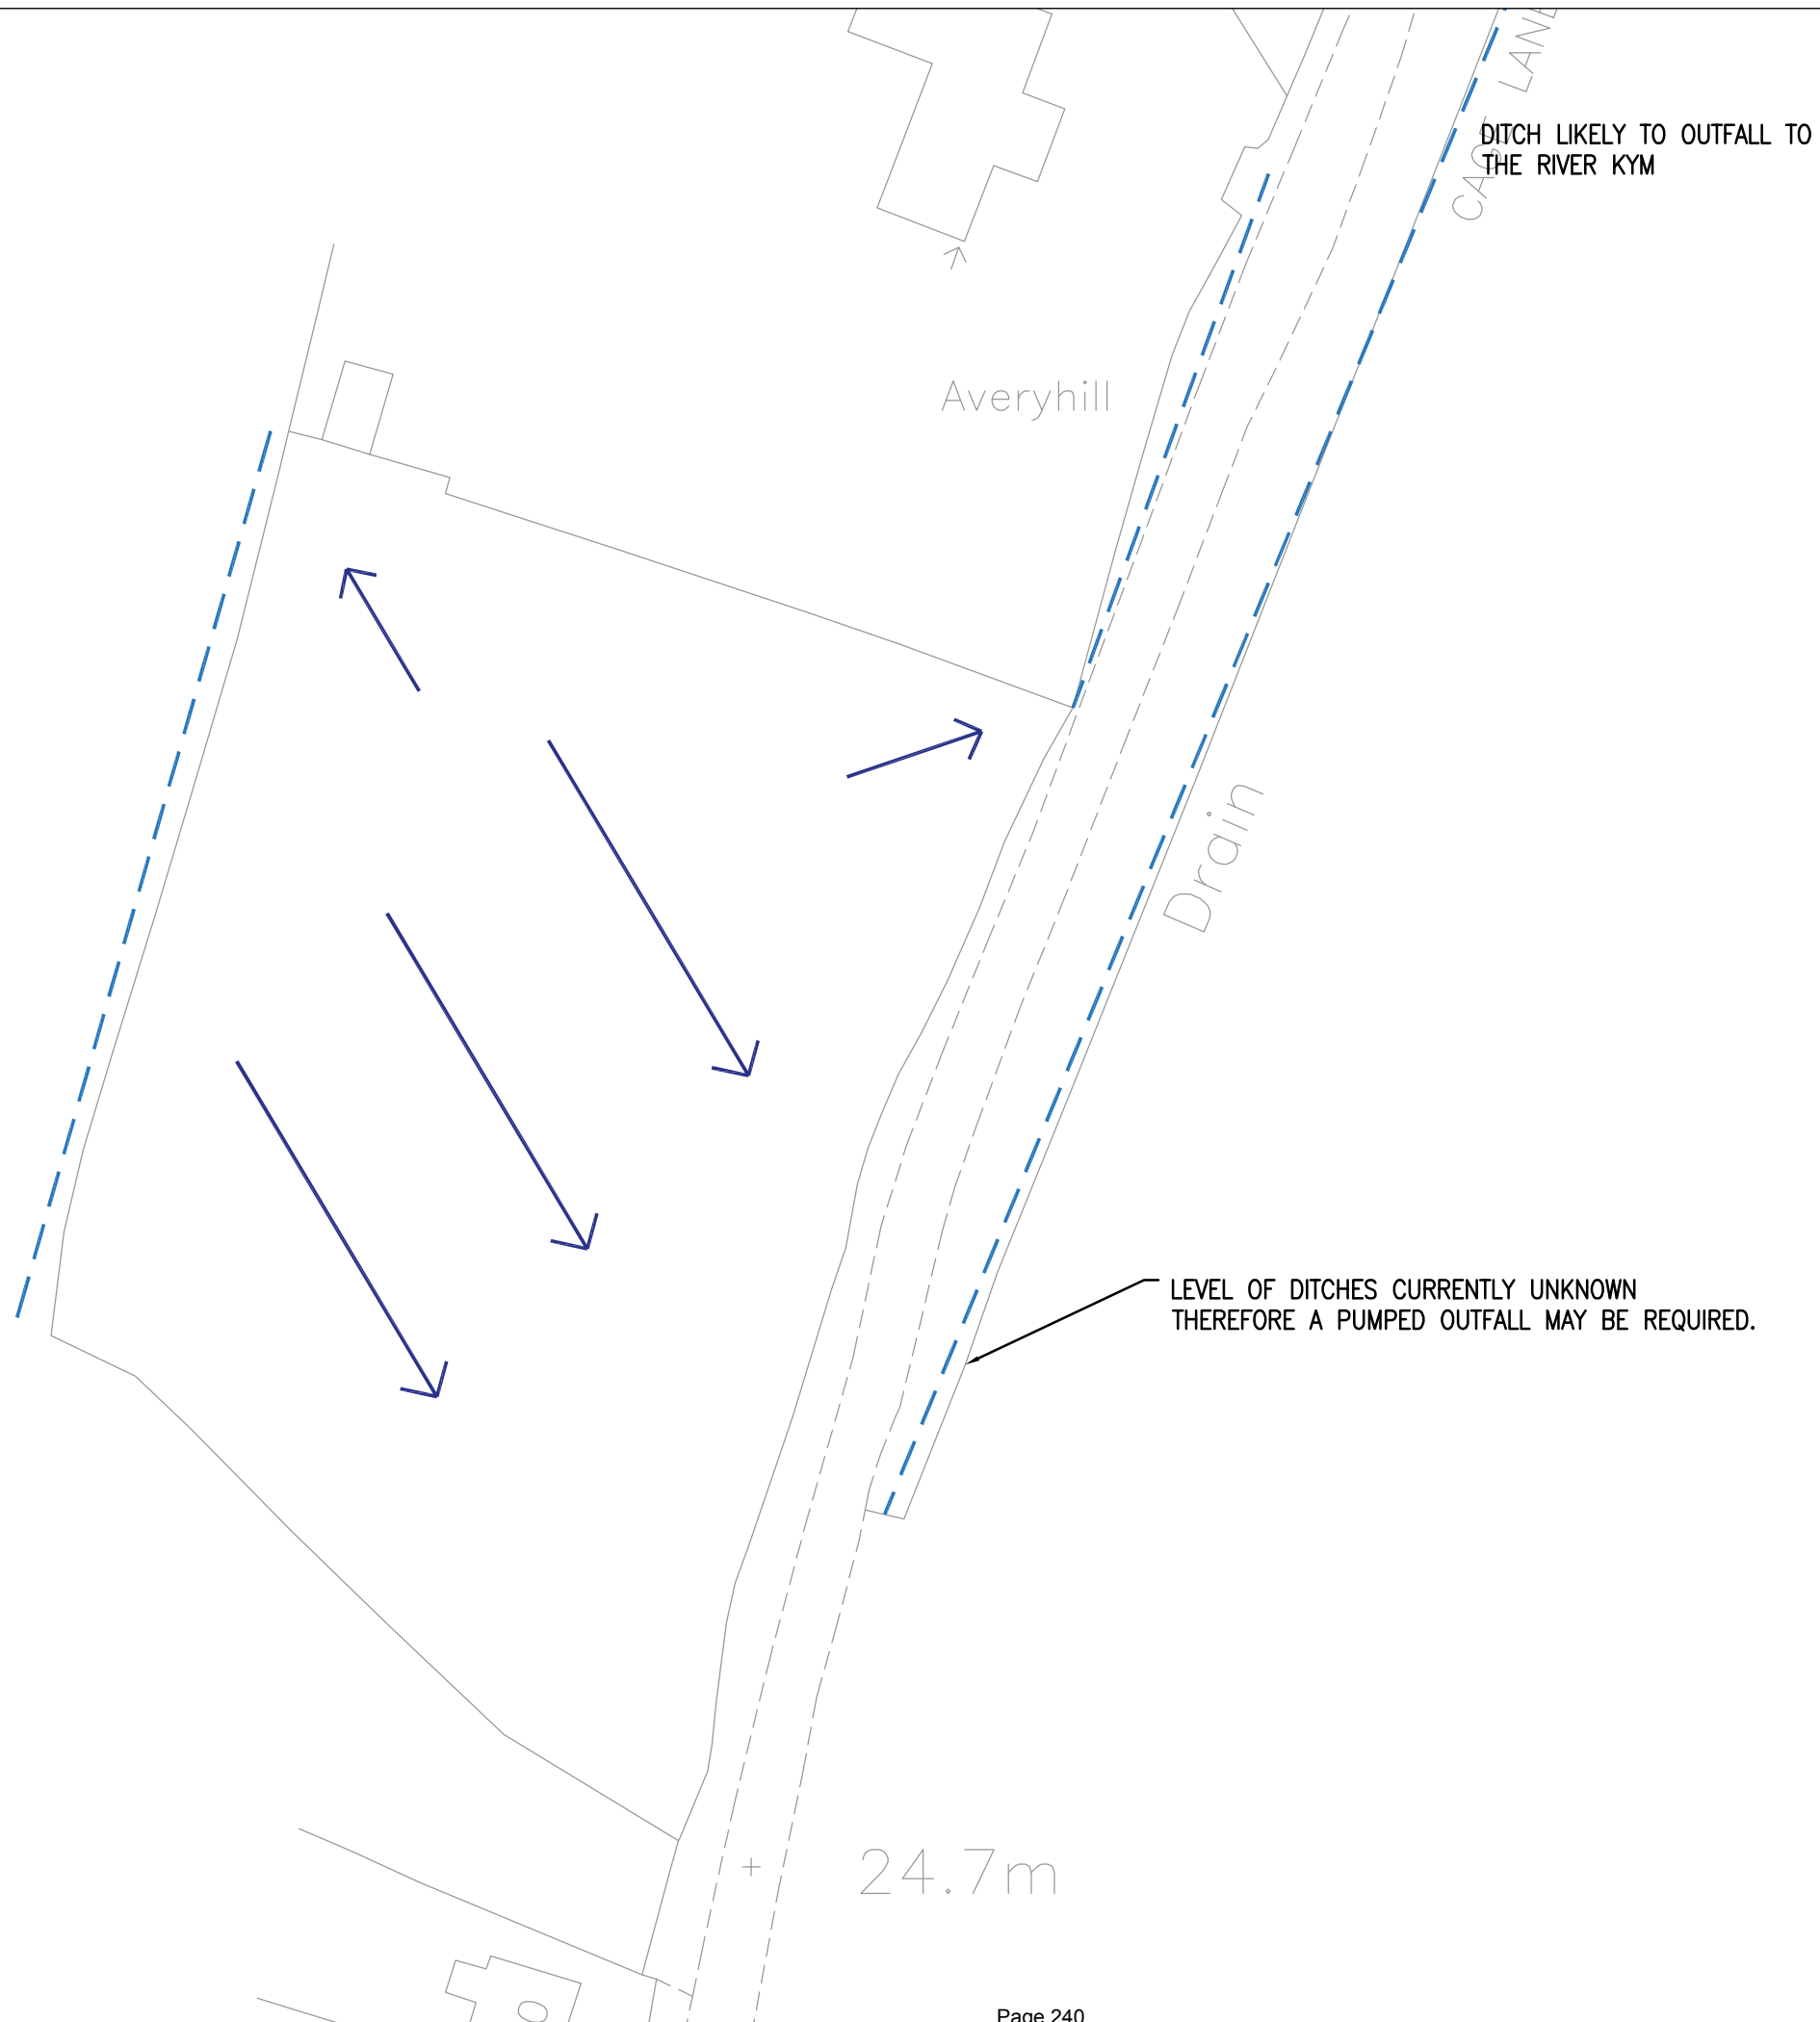 DITCH LIKELY TO OUTFALL TO
THE RIVER KYM
Averyhill
Drain
LEVEL OF DITCHES CURRENTLY UNKNOWN
THEREFORE A PUMPED OUTFALL MAY BE REQUIRED.
24.7m
Page 240